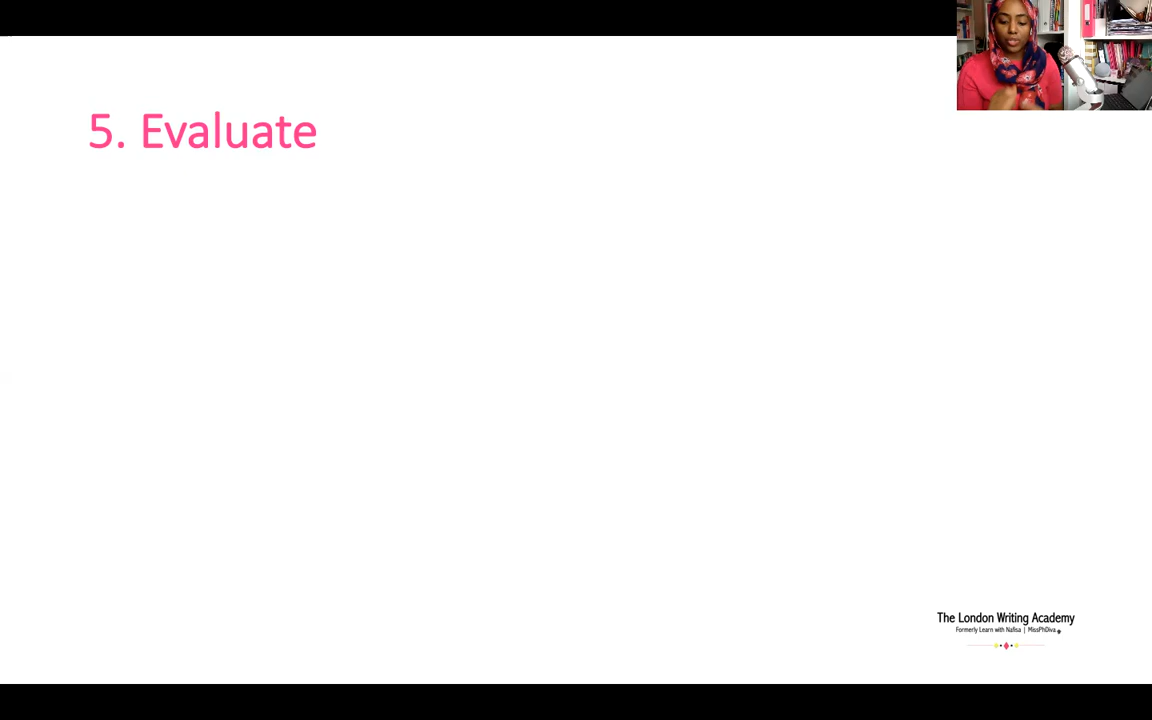 5. Evaluate
The London Writing Academy
Formerly Learn with Nafisa | MissPhDiva